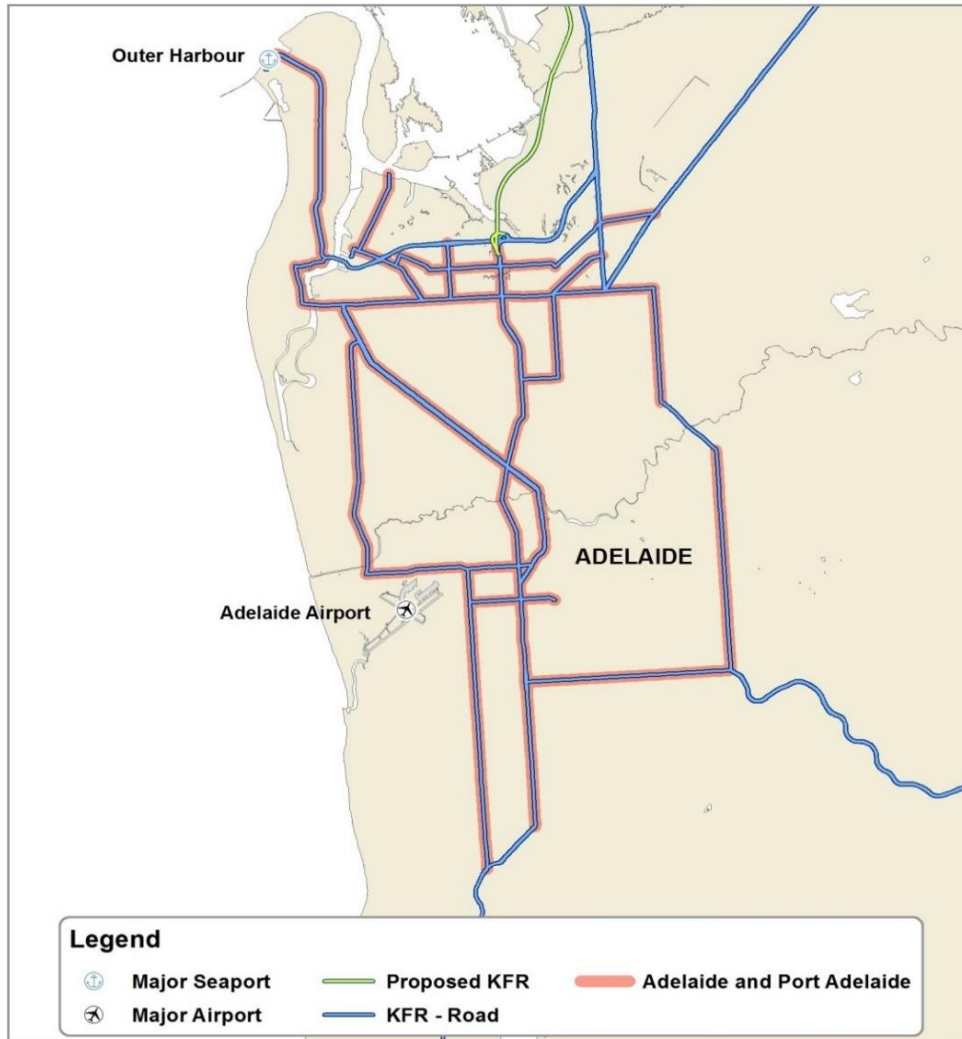 Outer Harbour
ADELAIDE
Adelaide Airport
Legend
Major Seaport
Proposed KFR
Adelaide and Port Adelaide
Major Airport
KFR - Road